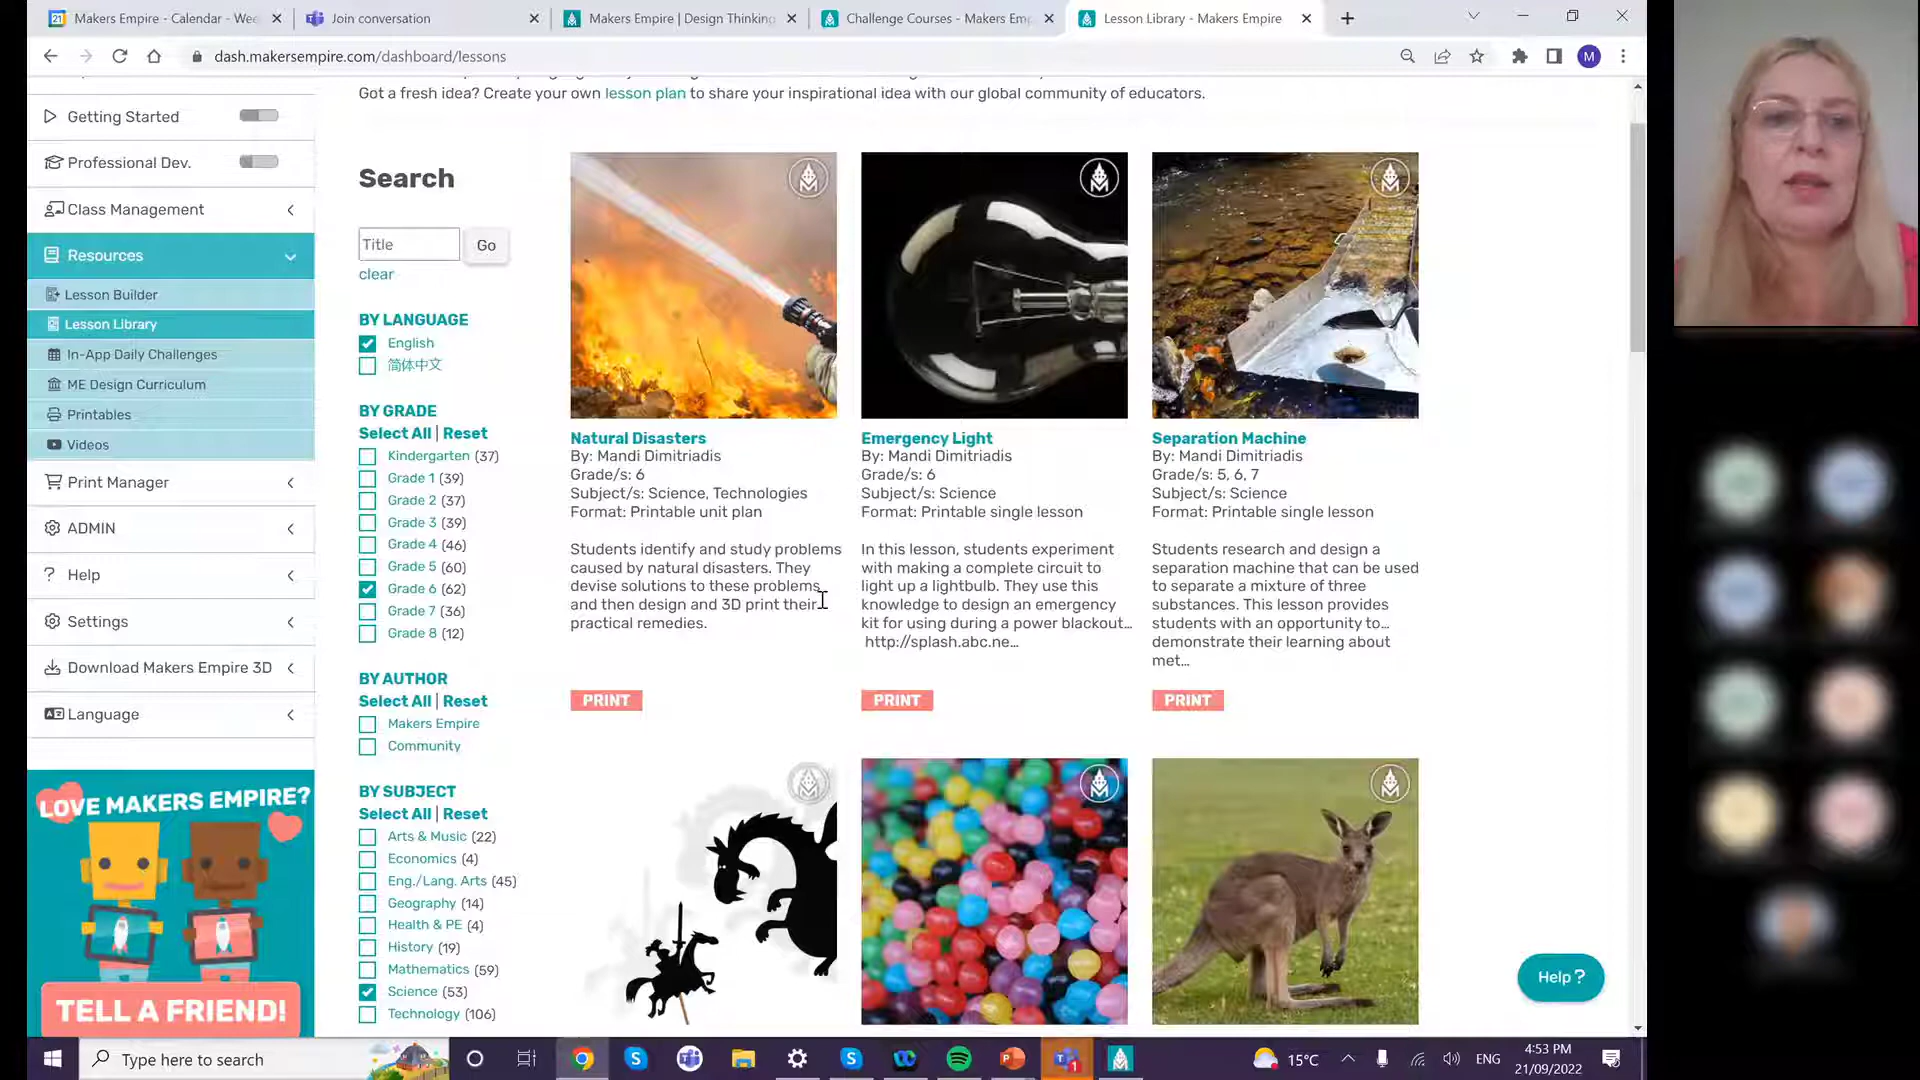 Makers Empire - Calendar - Wee
Join conversation
Makers Empire | Design Thinking
Challenge Courses - Makers Emp
Lesson Library - Makers Empire
dash.makersempire.com/dashboard/lessons
M
Got a fresh idea? Create your own lesson plan to share your inspirational idea with our global community of educators.
Getting Started
Professional Dev.
Class Management
Resources
Lesson Builder
Lesson Library
In-App Daily Challenges
ME Design Curriculum
Printables
Videos
Print Manager
ADMIN
Help
Settings
Download Makers Empire 3D
Language
LOVE MAKERS EMPIRE?
TELL A FRIEND!
Search
Title
Go
clear
BY LANGUAGE
English
简体中文
BY GRADE
Select All | Reset
Kindergarten (37)
Grade 1 (39)
Grade 2 (37)
Grade 3 (39)
Grade 4 (46)
Grade 5 (60)
Grade 6 (62)
Grade 7 (36)
Grade 8 (12)
BY AUTHOR
Select All | Reset
Makers Empire
Community
BY SUBJECT
Select All | Reset
Arts & Music (22)
Economics (4)
Eng./Lang. Arts (45)
Geography (14)
Health & PE (4)
History (19)
Mathematics (59)
Science (53)
Technology (106)
Natural Disasters
By: Mandi Dimitriadis
Grade/s: 6
Subject/s: Science, Technologies
Format: Printable unit plan
Students identify and study problems
caused by natural disasters. They
devise solutions to these problems
and then design and 3D print their
practical remedies.
PRINT
Emergency Light
By: Mandi Dimitriadis
Grade/s: 6
Subject/s: Science
Format: Printable single lesson
In this lesson, students experiment
with making a complete circuit to
light up a lightbulb. They use this
knowledge to design an emergency
kit for using during a power blackout...
http://splash.abc.ne...
PRINT
Separation Machine
By: Mandi Dimitriadis
Grade/s: 5, 6, 7
Subject/s: Science
Format: Printable single lesson
Students research and design a
separation machine that can be used
to separate a mixture of three
substances. This lesson provides
students with an opportunity to...
demonstrate their learning about
met...
PRINT
Help ?
Type here to search
15°C
ENG
4:53 PM
21/09/2022